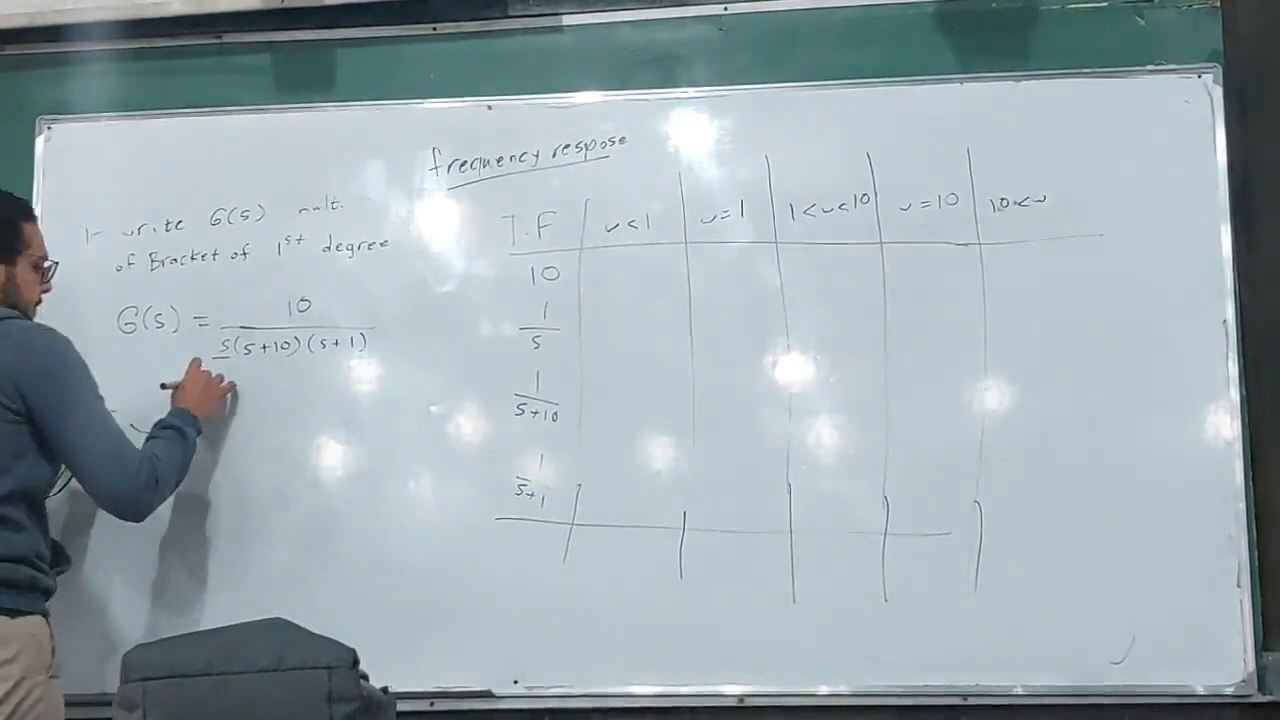 frequency respose
1- write G(s) mult.
of Bracket of 1st degree
G(s) = 10
s(s+10)(s+1)
T.F w<1 w=1 1<w<10 w=10 10<w
10
1
s
1
s+10
1
s+1